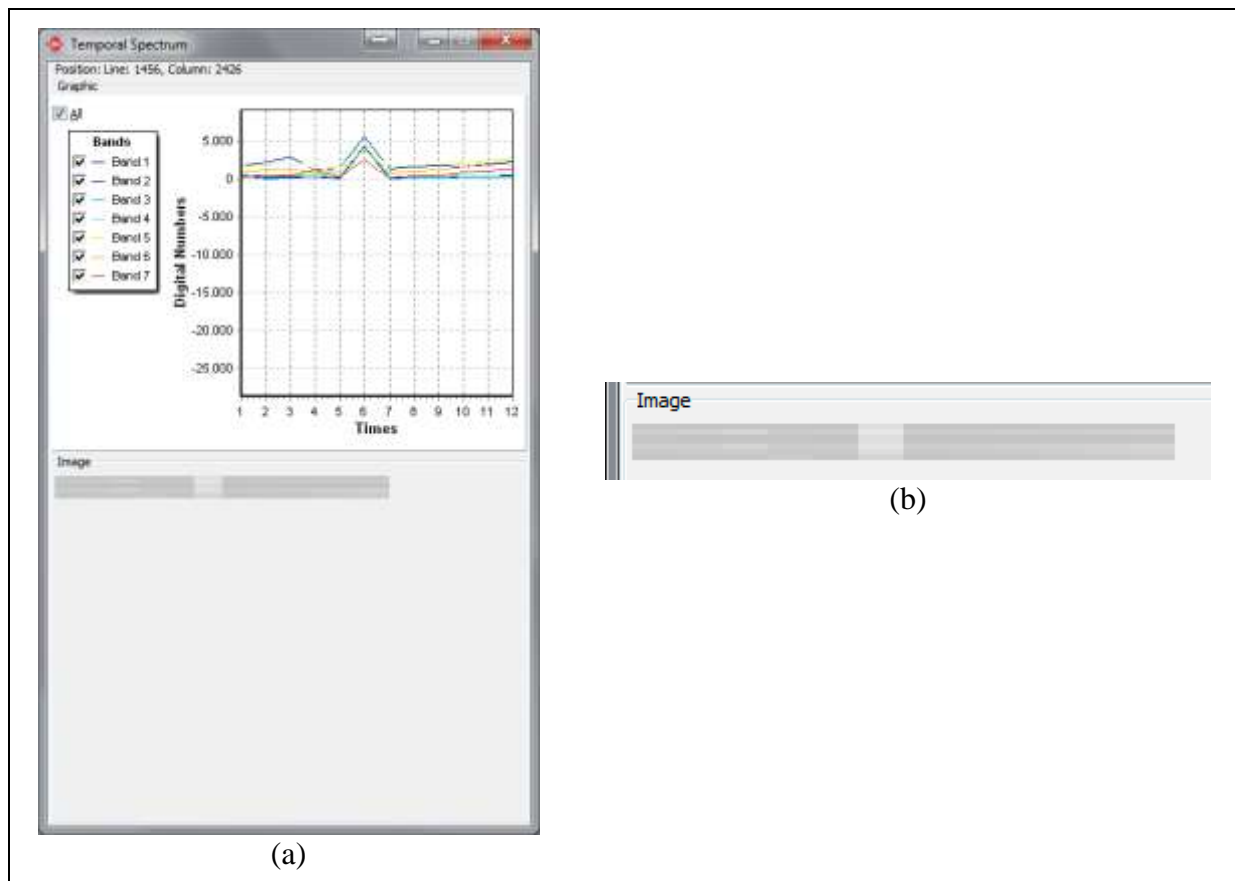 Temporal Spectrum
Position: Line: 1456, Column: 2426
Graphic
All
Bands
Band 1
Band 2
Band 3
Band 4
Band 5
Band 6
Band 7
Digital Numbers
5.000
0
-5.000
-10.000
-15.000
-20.000
-25.000
1 2 3 4 5 6 7 8 9 10 11 12
Times
Image
(a)
Image
(b)